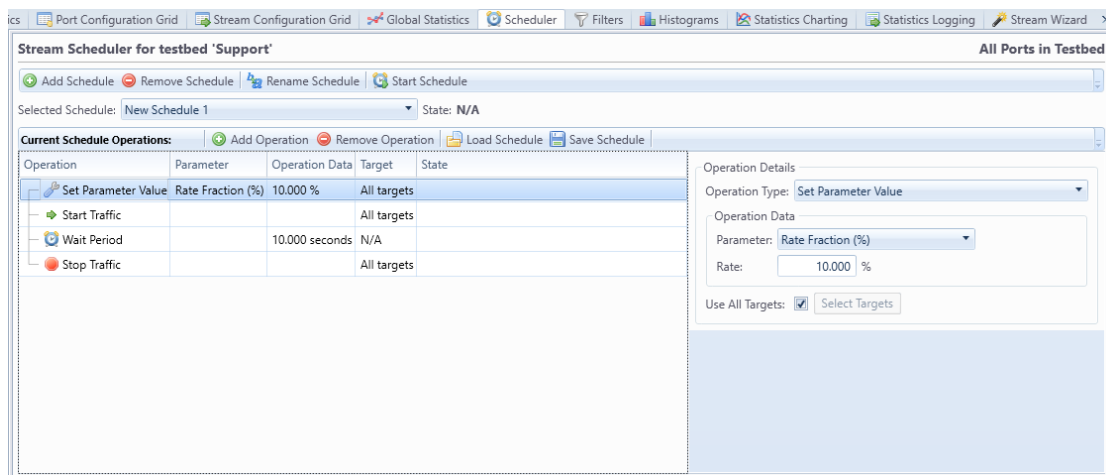 ics Port Configuration Grid Stream Configuration Grid Global Statistics Scheduler Filters Histograms Statistics Charting Statistics Logging Stream Wizard
Stream Scheduler for testbed 'Support' All Ports in Testbed
Add Schedule Remove Schedule Rename Schedule Start Schedule
Selected Schedule: New Schedule 1 State: N/A
Current Schedule Operations: Add Operation Remove Operation Load Schedule Save Schedule
Operation Parameter Operation Data Target State
Set Parameter Value Rate Fraction (%) 10.000 % All targets
Start Traffic All targets
Wait Period 10.000 seconds N/A
Stop Traffic All targets
Operation Details
Operation Type: Set Parameter Value
Operation Data
Parameter: Rate Fraction (%)
Rate: 10.000 %
Use All Targets: Select Targets